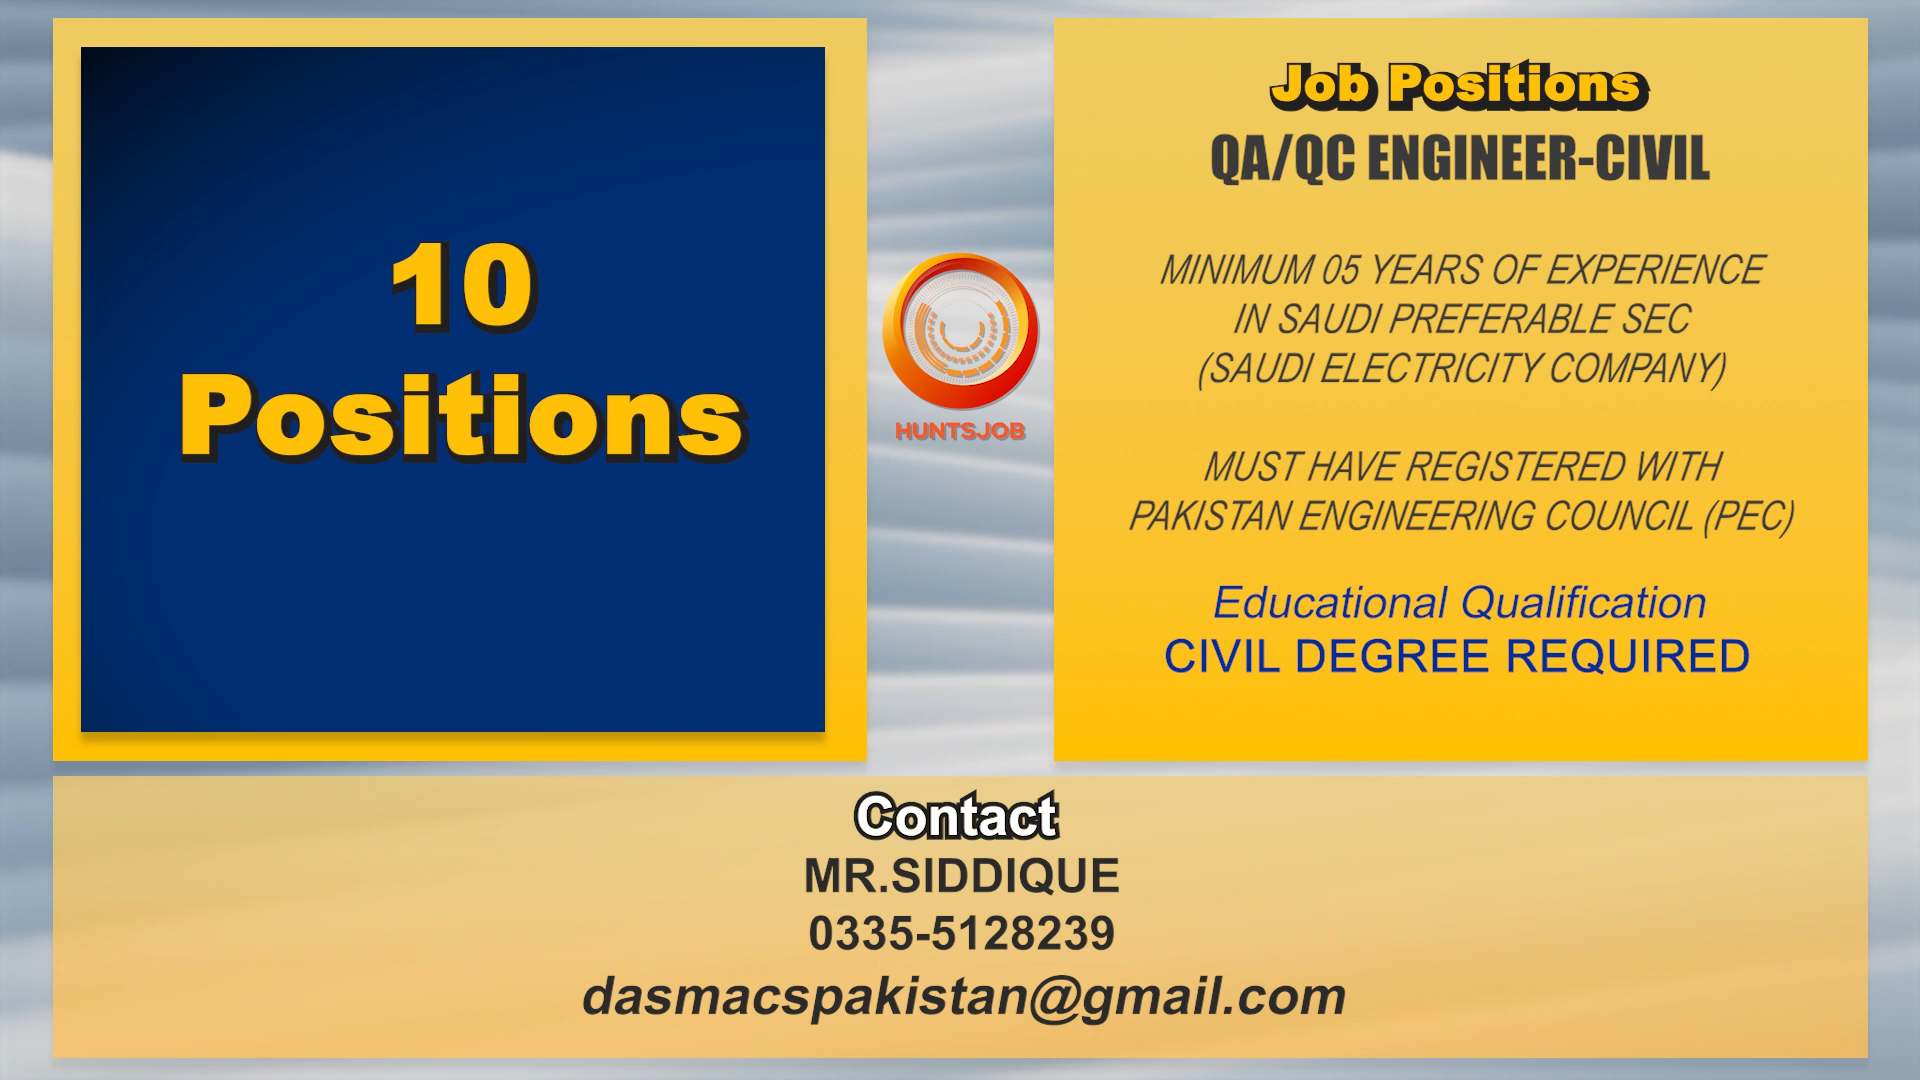 10
Positions
HUNTSJOB
Job Positions
QA/QC ENGINEER-CIVIL
MINIMUM 05 YEARS OF EXPERIENCE
IN SAUDI PREFERABLE SEC
(SAUDI ELECTRICITY COMPANY)
MUST HAVE REGISTERED WITH
PAKISTAN ENGINEERING COUNCIL (PEC)
Educational Qualification
CIVIL DEGREE REQUIRED
Contact
MR.SIDDIQUE
0335-5128239
dasmacspakistan@gmail.com